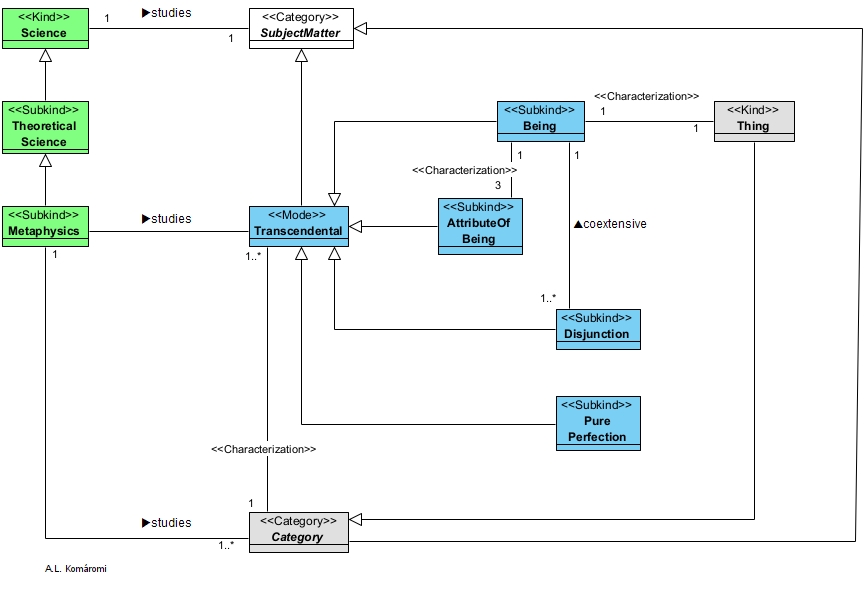 <<Kind>>
Science
1
▶studies
1
<<Category>>
SubjectMatter
<<Subkind>>
Theoretical
Science
<<Subkind>>
Being
<<Characterization>>
1
1
<<Kind>>
Thing
1
1
<<Characterization>>
3
<<Subkind>>
Metaphysics
1
▶studies
<<Mode>>
Transcendental
1..*
<<Subkind>>
AttributeOf
Being
▲coexistensive
1..*
<<Subkind>>
Disjunction
<<Subkind>>
Pure
Perfection
<<Characterization>>
1
▶studies
1..*
<<Category>>
Category
A.L. Komáromi